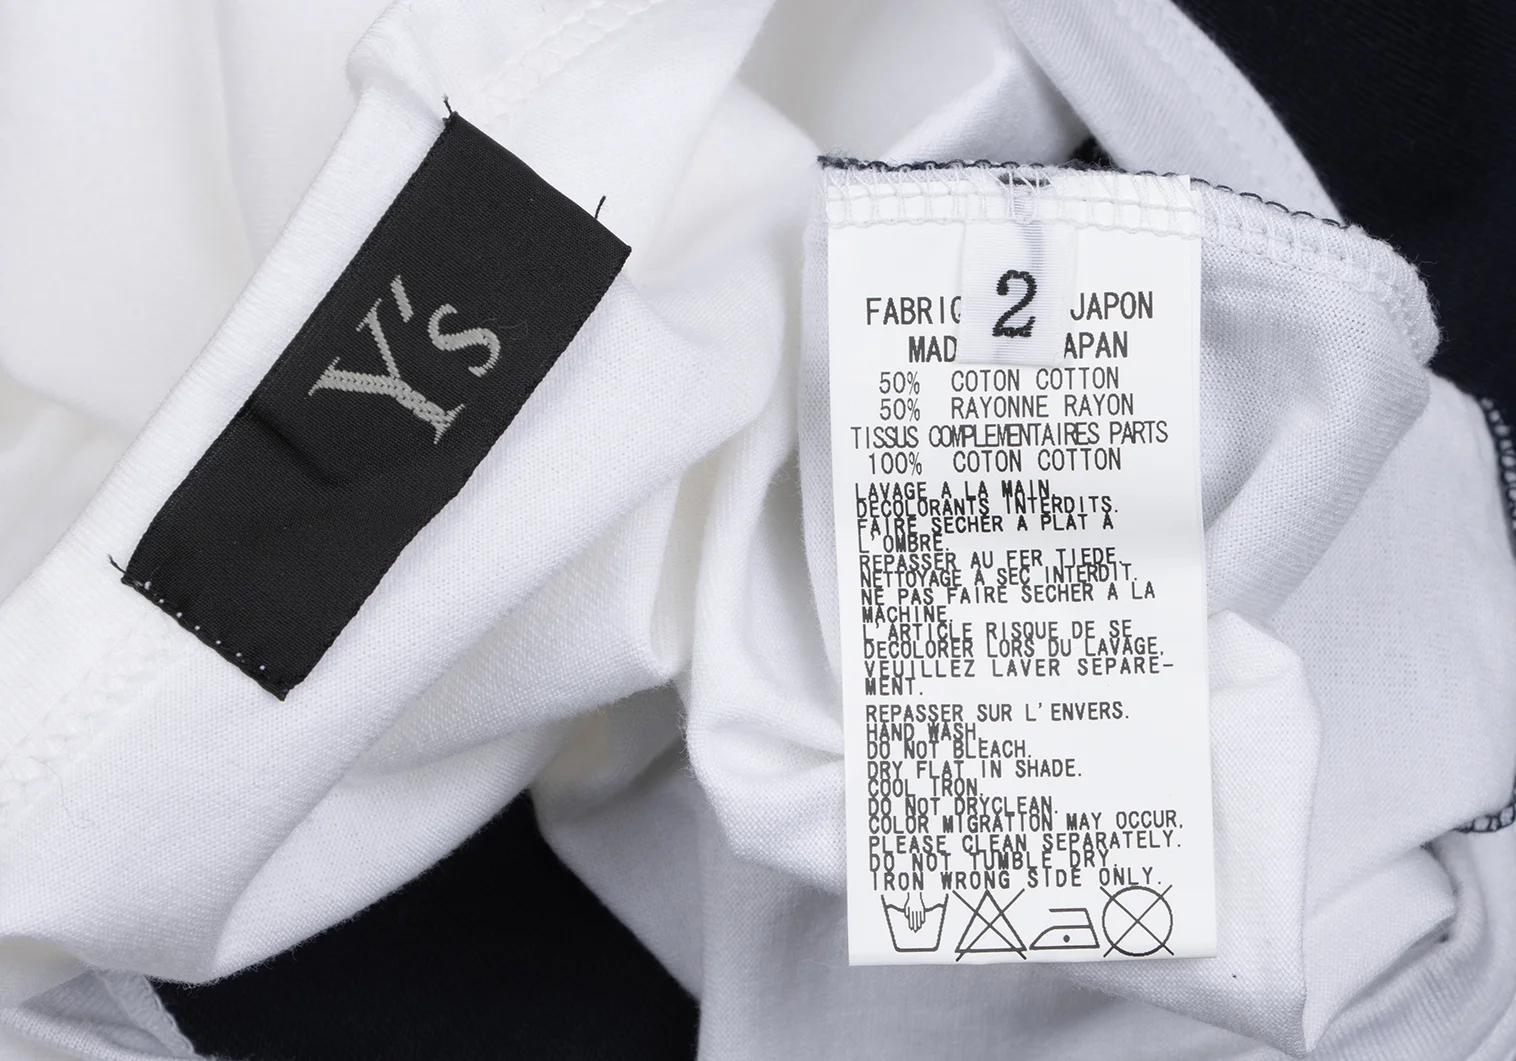 Y's
2
FABRIQ JAPON
MAD APAN
50% COTON COTTON
50% RAYONNE RAYON
TISSUS COMPLEMENTAIRES PARTS
100% COTON COTTON
LAVAGE A LA MAIN.
DECOLORANTS INTERDITS.
FAIRE SECHER A PLAT A
L'OMBRE.
REPASSER AU FER TIEDE.
NETTOYAGE A SEC INTERDIT.
NE PAS FAIRE SECHER A LA
MACHINE.
L'ARTICLE RISQUE DE SE
DECOLORER LORS DU LAVAGE,
VEUILLEZ LAVER SEPARE-
MENT.
REPASSER SUR L'ENVERS.
HAND WASH.
DO NOT BLEACH.
DRY FLAT IN SHADE.
COOL IRON.
DO NOT DRYCLEAN.
COLOR MIGRATION MAY OCCUR.
PLEASE CLEAN SEPARATELY.
DO NOT TUMBLE DRY.
IRON WRONG SIDE ONLY.